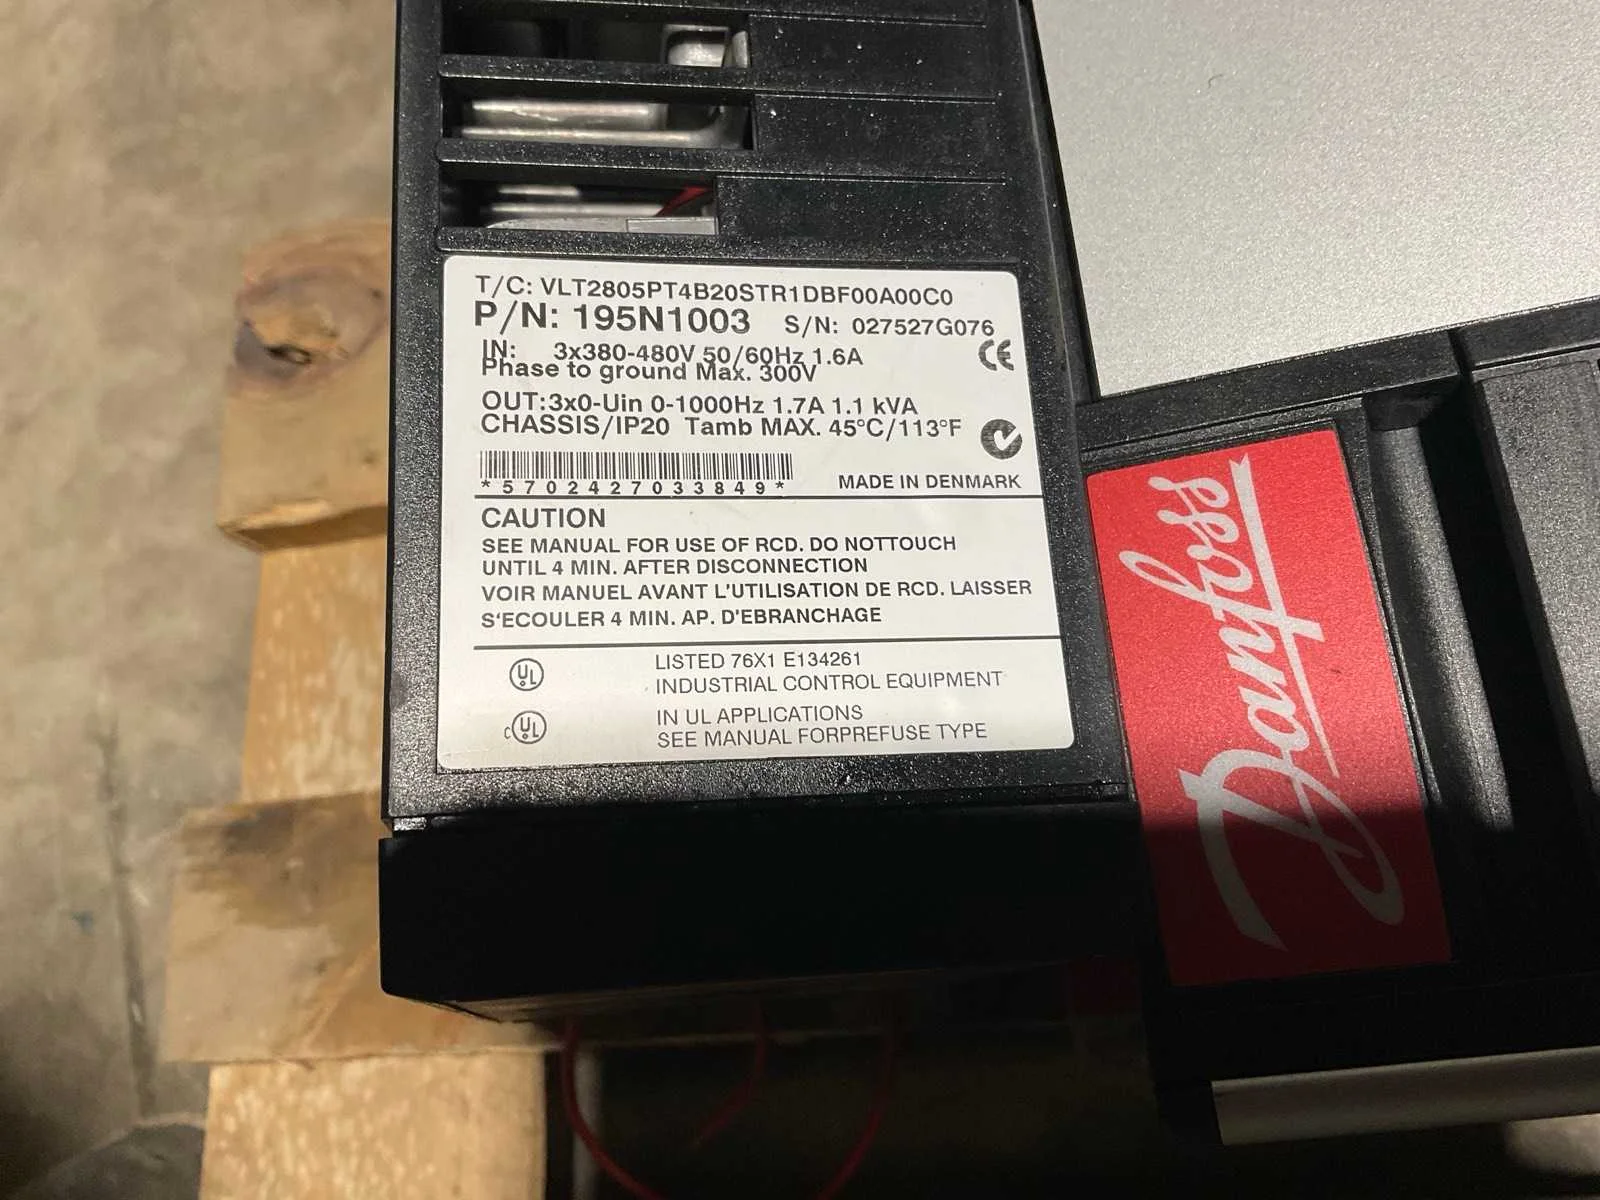 T/C: VLT2805PT4B20STR1DBF00A00C0
P/N: 195N1003 S/N: 027527G076
IN: 3x380-480V 50/60Hz 1.6A
Phase to ground Max. 300V
OUT:3x0-Uin 0-1000Hz 1.7A 1.1 kVA
CHASSIS/IP20 Tamb MAX. 45°C/113°F
*5702427033849* MADE IN DENMARK
CAUTION
SEE MANUAL FOR USE OF RCD. DO NOTTOUCH
UNTIL 4 MIN. AFTER DISCONNECTION
VOIR MANUEL AVANT L'UTILISATION DE RCD. LAISSER
S'ECOULER 4 MIN. AP. D'EBRANCHAGE
UL LISTED 76X1 E134261
INDUSTRIAL CONTROL EQUIPMENT
c UL IN UL APPLICATIONS
SEE MANUAL FORPREFUSE TYPE
CE
Danfoss